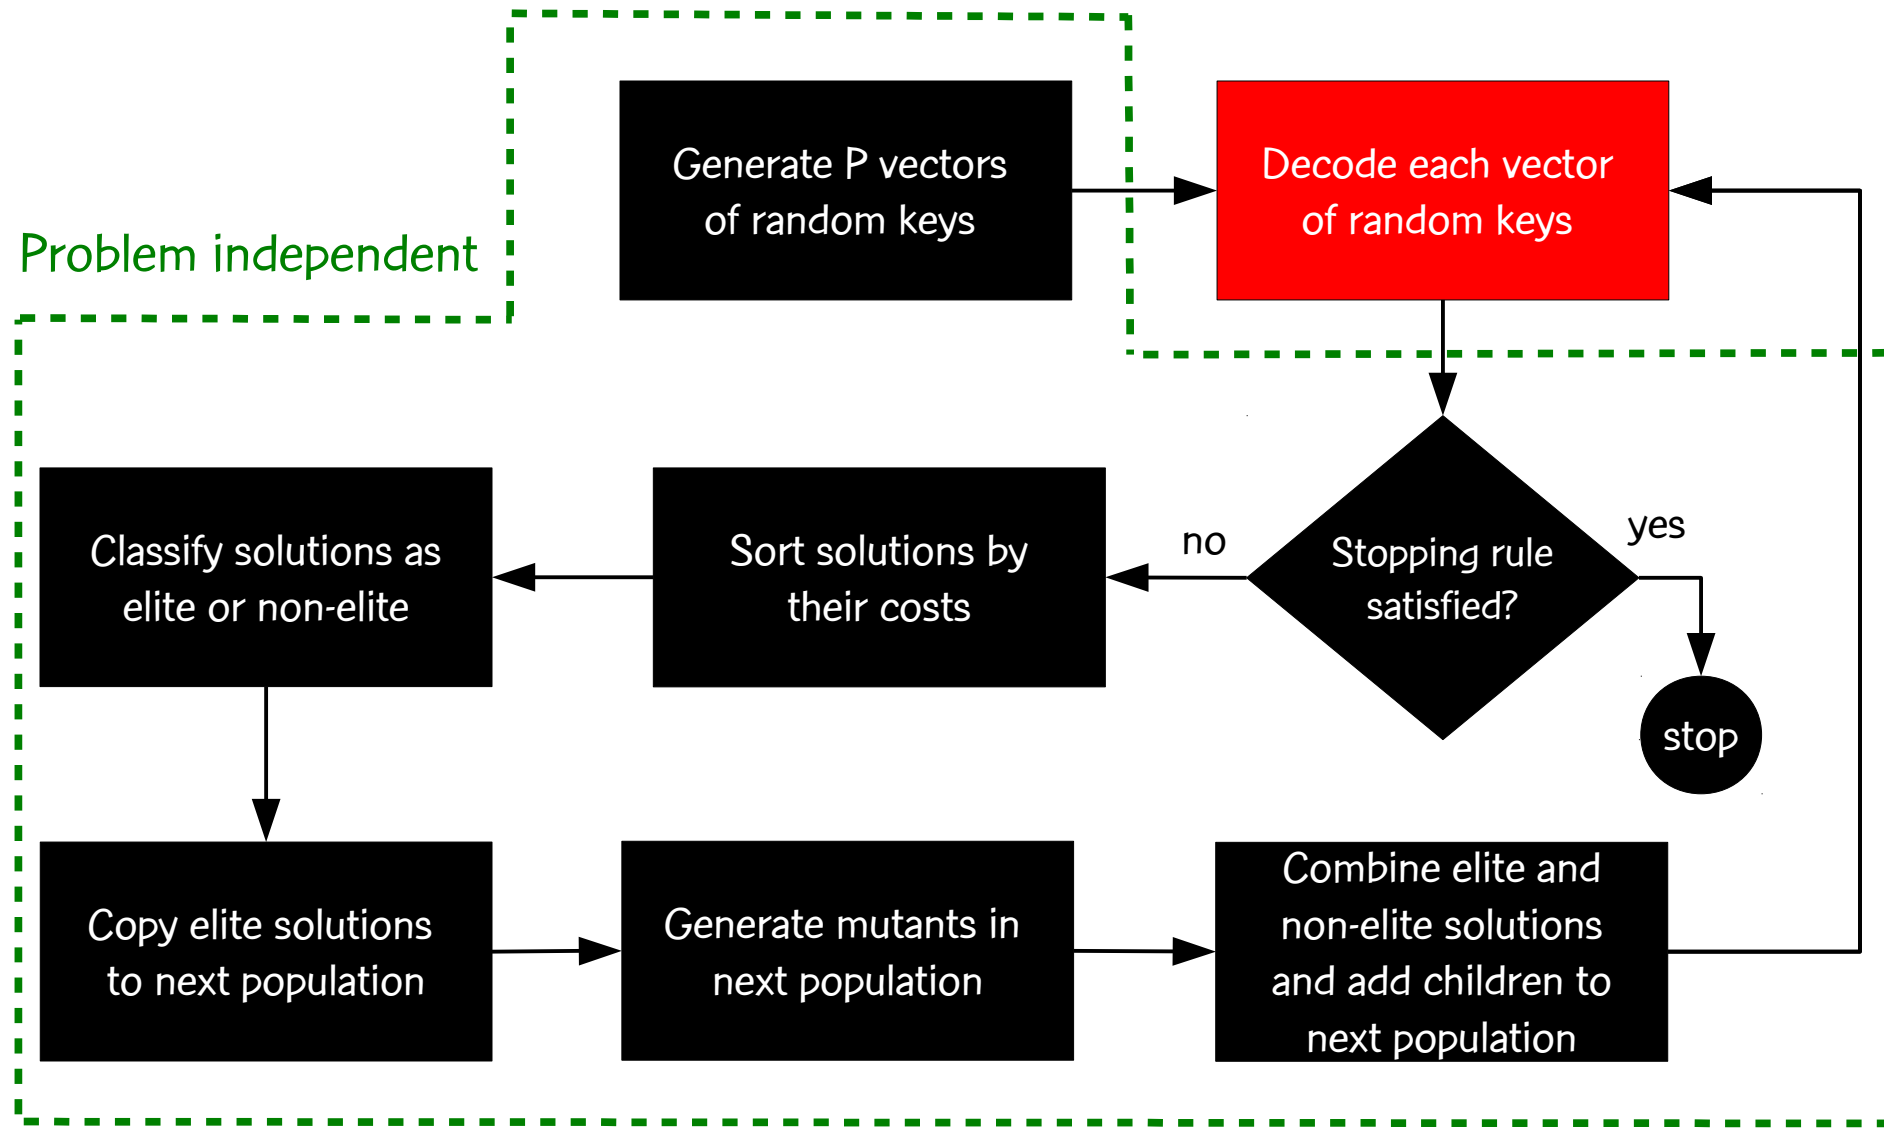 Generate P vectors
of random keys
Decode each vector
of random keys
Problem independent
Classify solutions as
elite or non-elite
Sort solutions by
their costs
no
Stopping rule
satisfied?
yes
stop
Copy elite solutions
to next population
Generate mutants in
next population
Combine elite and
non-elite solutions
and add children to
next population